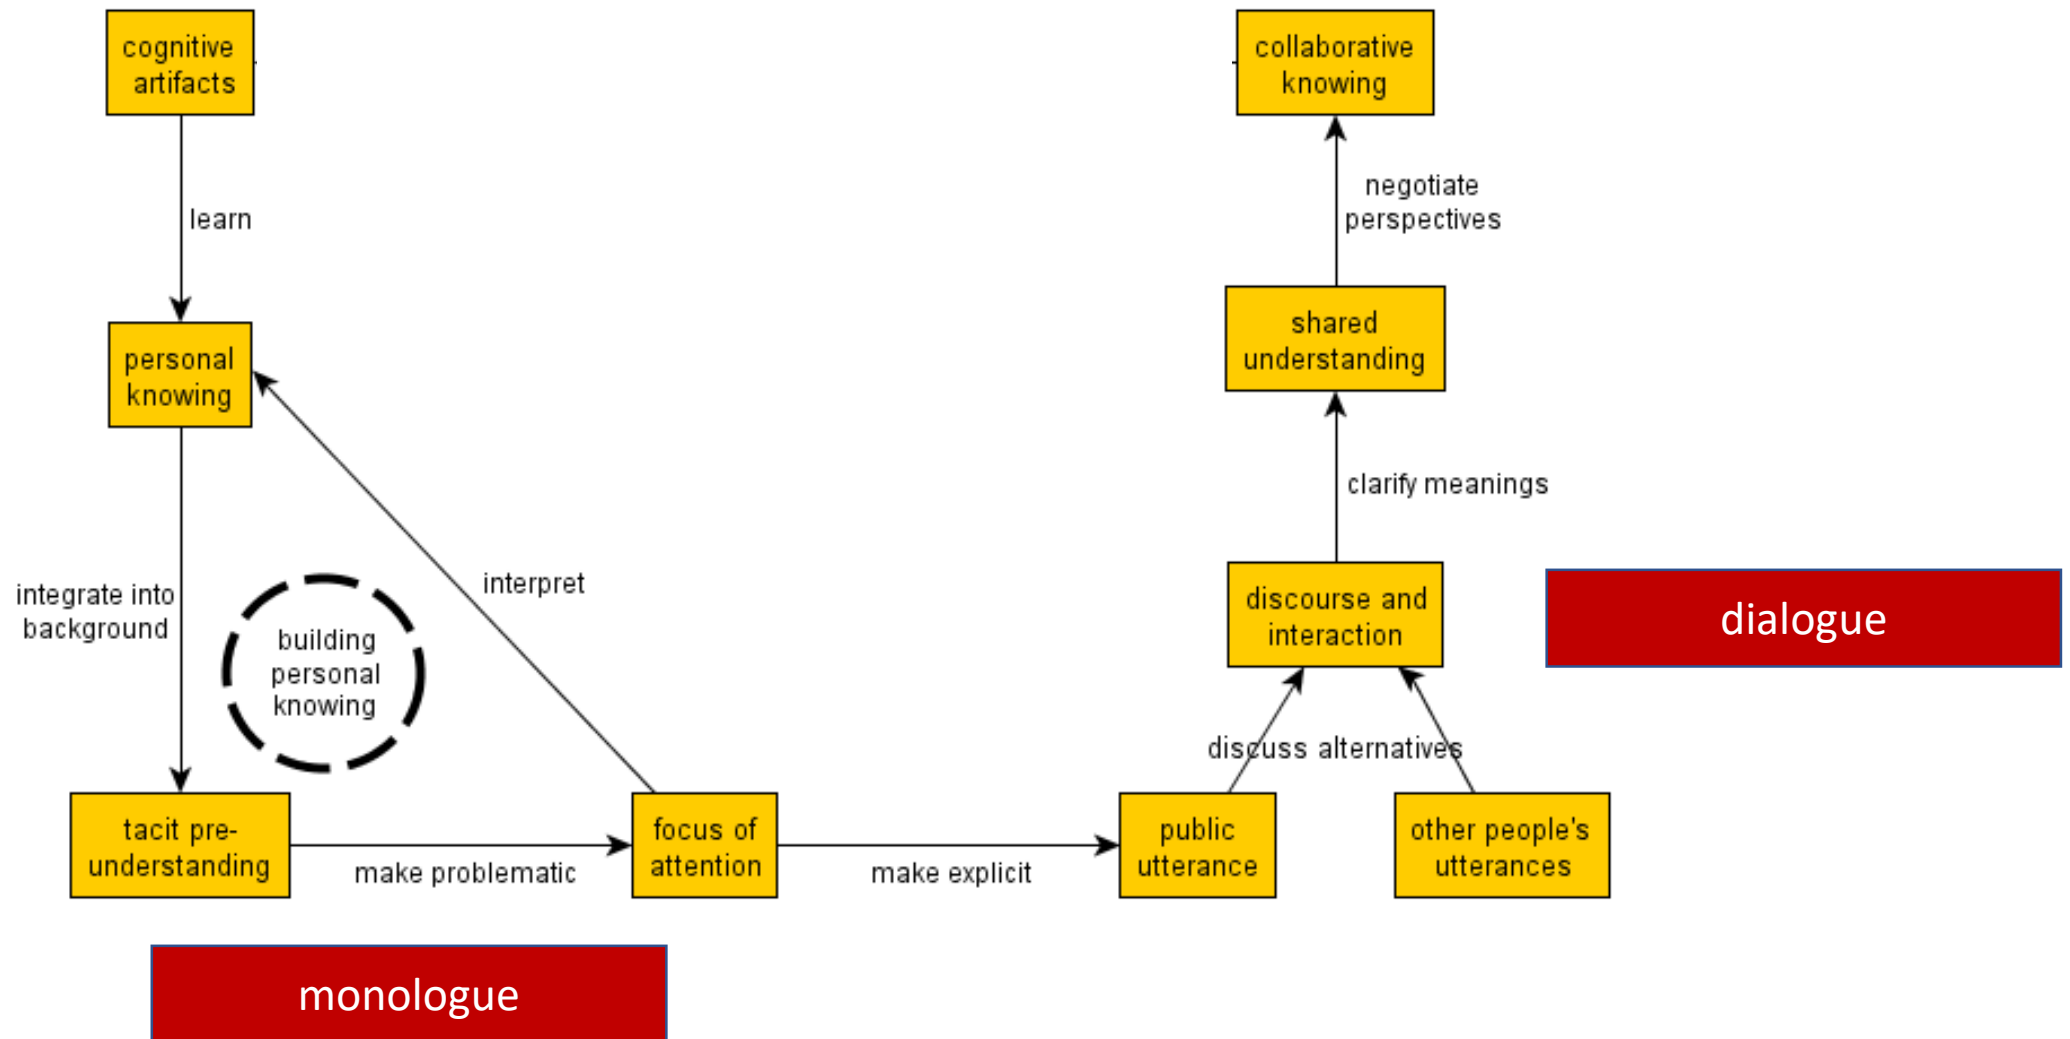 cognitive
artifacts
collaborative
knowing
learn
negotiate
perspectives
personal
knowing
shared
understanding
clarify meanings
interpret
integrate into
background
building
personal
knowing
discourse and
interaction
dialogue
discuss alternatives
tacit pre-
understanding
make problematic
focus of
attention
make explicit
public
utterance
other people's
utterances
monologue